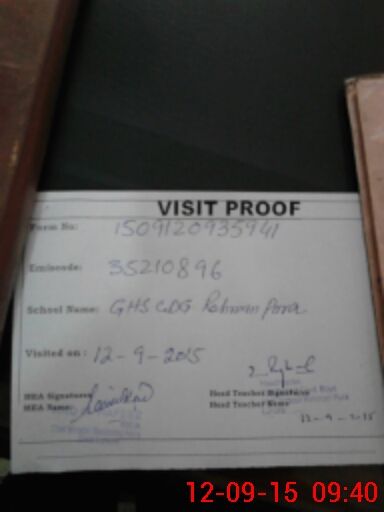 VISIT PROOF
Form No: 1509120935941
Emiscode: 35210896
School Name: GHS CDG Rehman Pura
Visited on : 12-9-2015
MEA Signature
MEA Name:
Head Teacher Signature
Head Teacher Name
12-9-2015
12-09-15 09:40